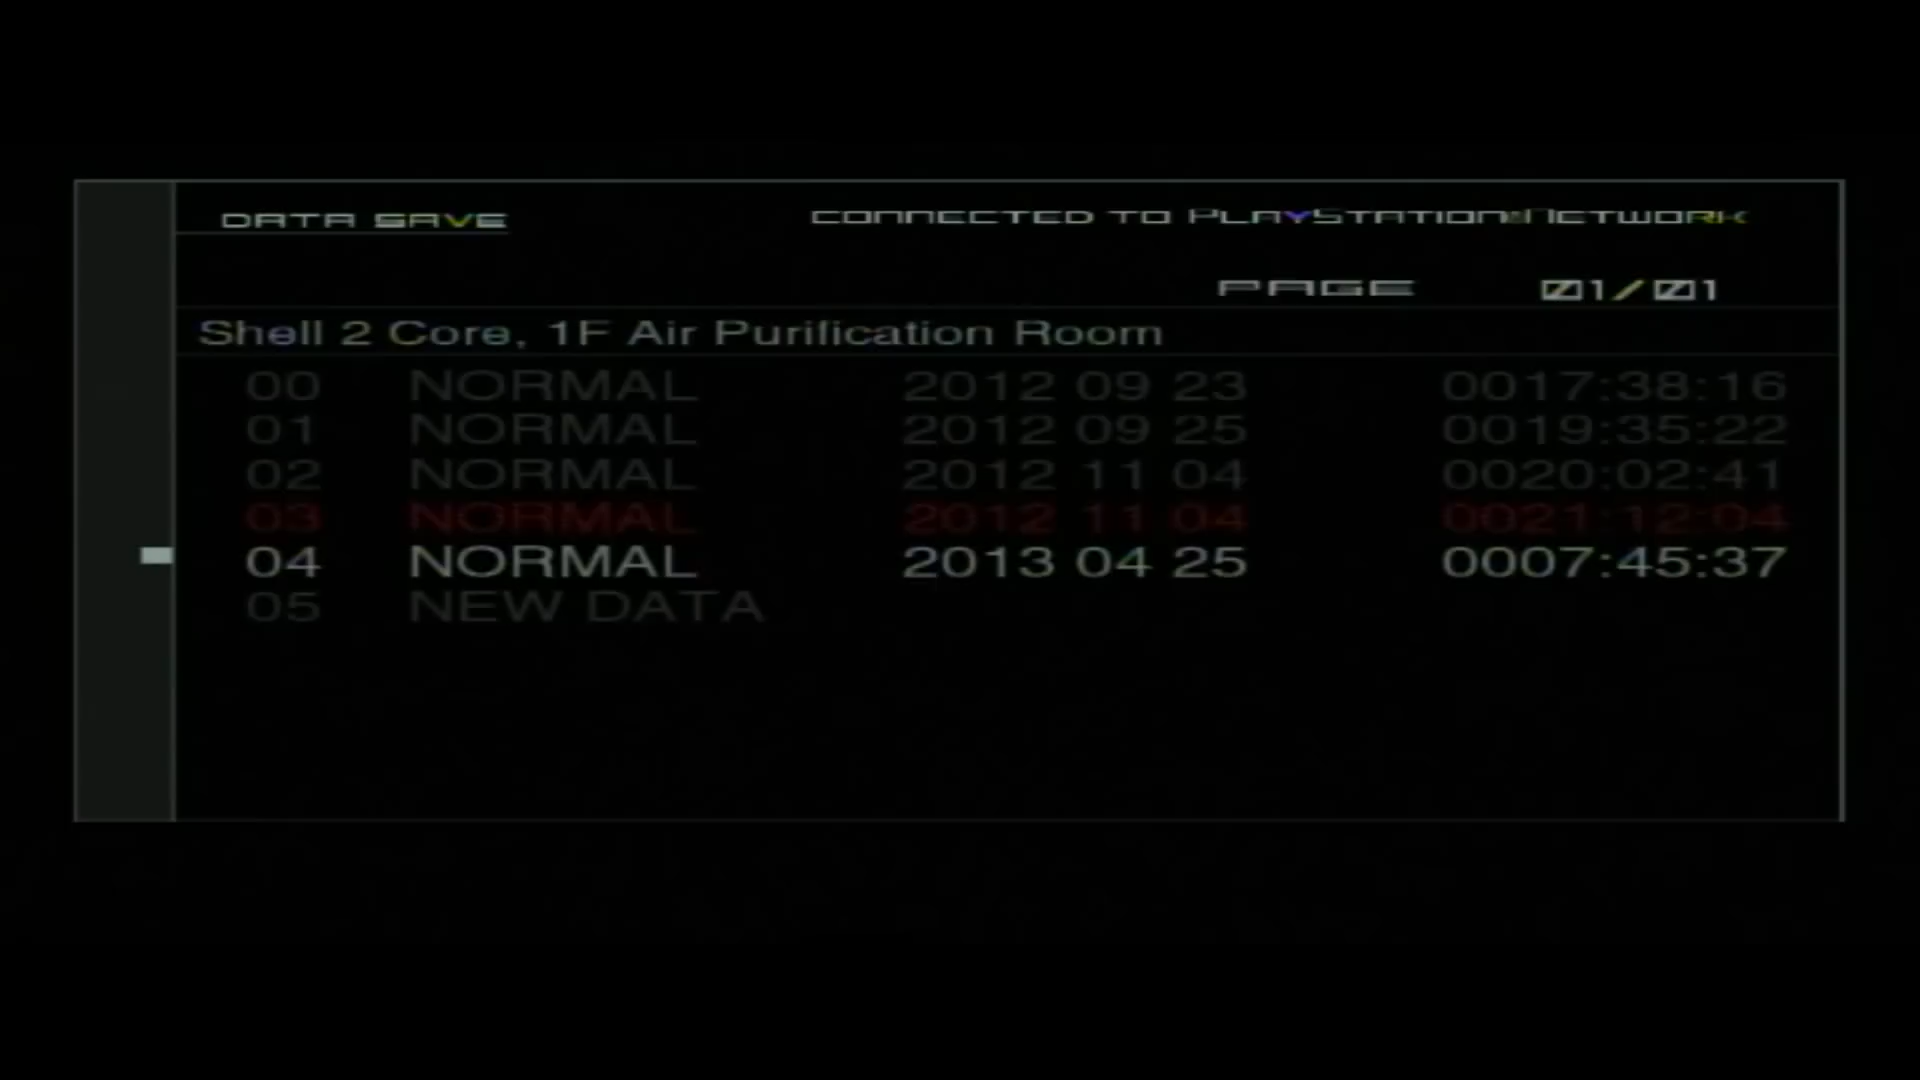 DATA SAVE
CONNECTED TO PLAYSTATION®NETWORK
PAGE 01/01
Shell 2 Core, 1F Air Purification Room
00 NORMAL 2012 09 23 0017:38:16
01 NORMAL 2012 09 25 0019:35:22
02 NORMAL 2012 11 04 0020:02:41
03 NORMAL 2012 11 04 0021:12:04
04 NORMAL 2013 04 25 0007:45:37
05 NEW DATA